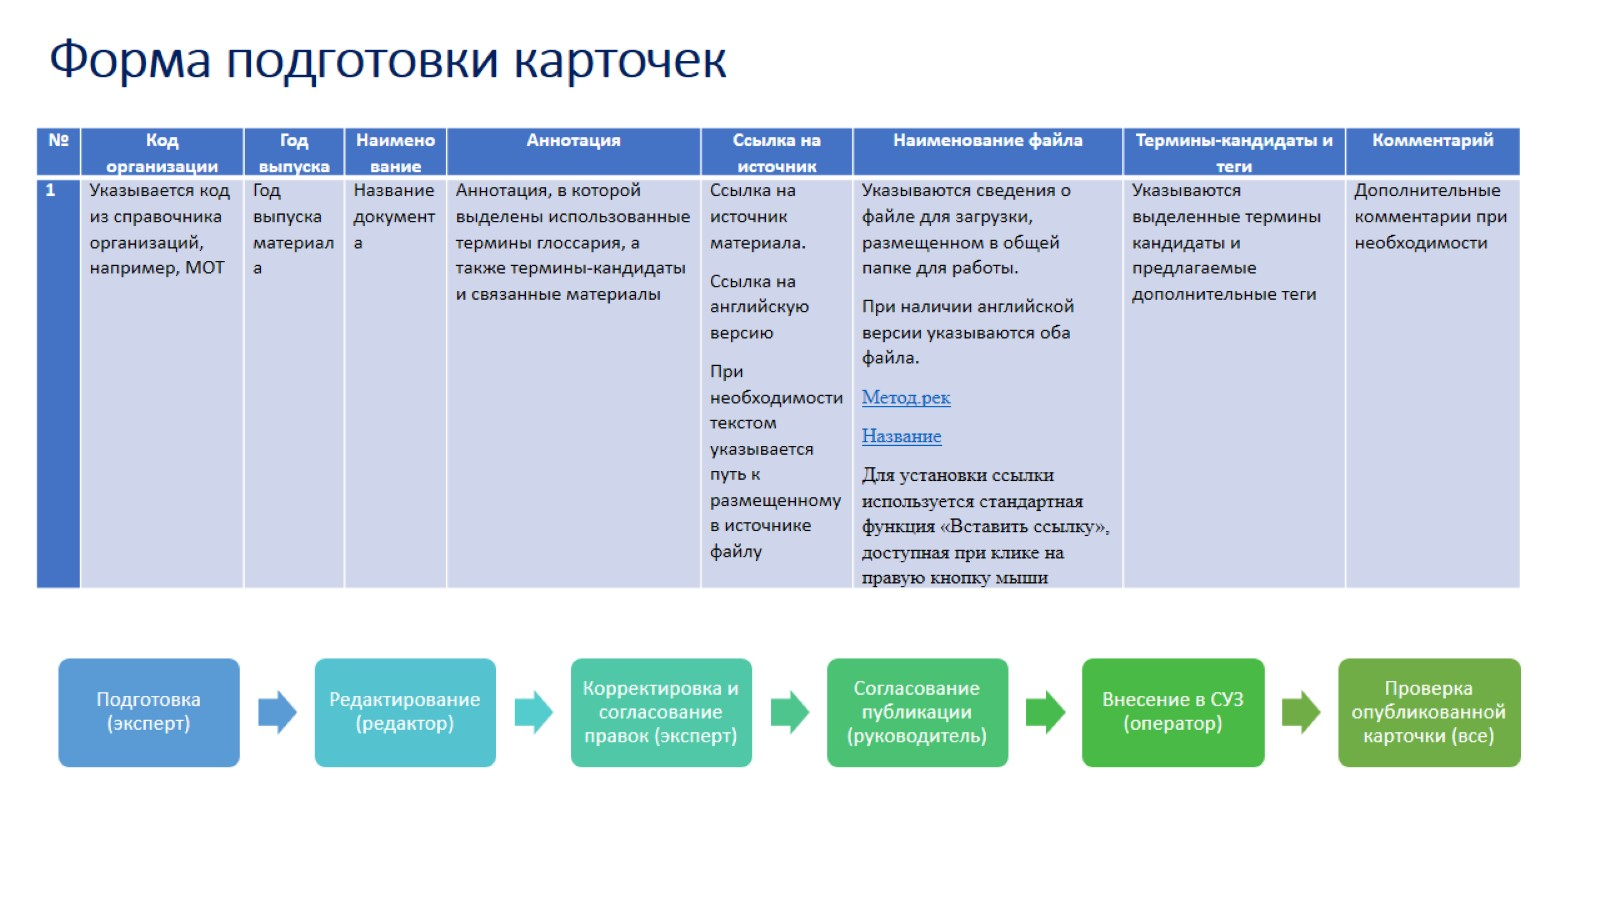 Форма подготовки карточек
№
Код
организации
Год
выпуска
Наимено
вание
Аннотация
Ссылка на
источник
Наименование файла
Термины-кандидаты и
теги
Комментарий
1
Указывается код
из справочника
организаций,
например, МОТ
Год
выпуска
материал
а
Название
документ
а
Аннотация, в которой
выделены использованные
термины глоссария, а
также термины-кандидаты
и связанные материалы
Ссылка на
источник
материала.
Ссылка на
английскую
версию
При
необходимости
текстом
указывается
путь к
размещенному
в источнике
файлу
Указываются сведения о
файле для загрузки,
размещенном в общей
папке для работы.
При наличии английской
версии указываются оба
файла.
Метод.рек
Название
Для установки ссылки
используется стандартная
функция «Вставить ссылку»,
доступная при клике на
правую кнопку мыши
Указываются
выделенные термины
кандидаты и
предлагаемые
дополнительные теги
Дополнительные
комментарии при
необходимости
Подготовка
(эксперт)
Редактирование
(редактор)
Корректировка и
согласование
правок (эксперт)
Согласование
публикации
(руководитель)
Внесение в СУЗ
(оператор)
Проверка
опубликованной
карточки (все)